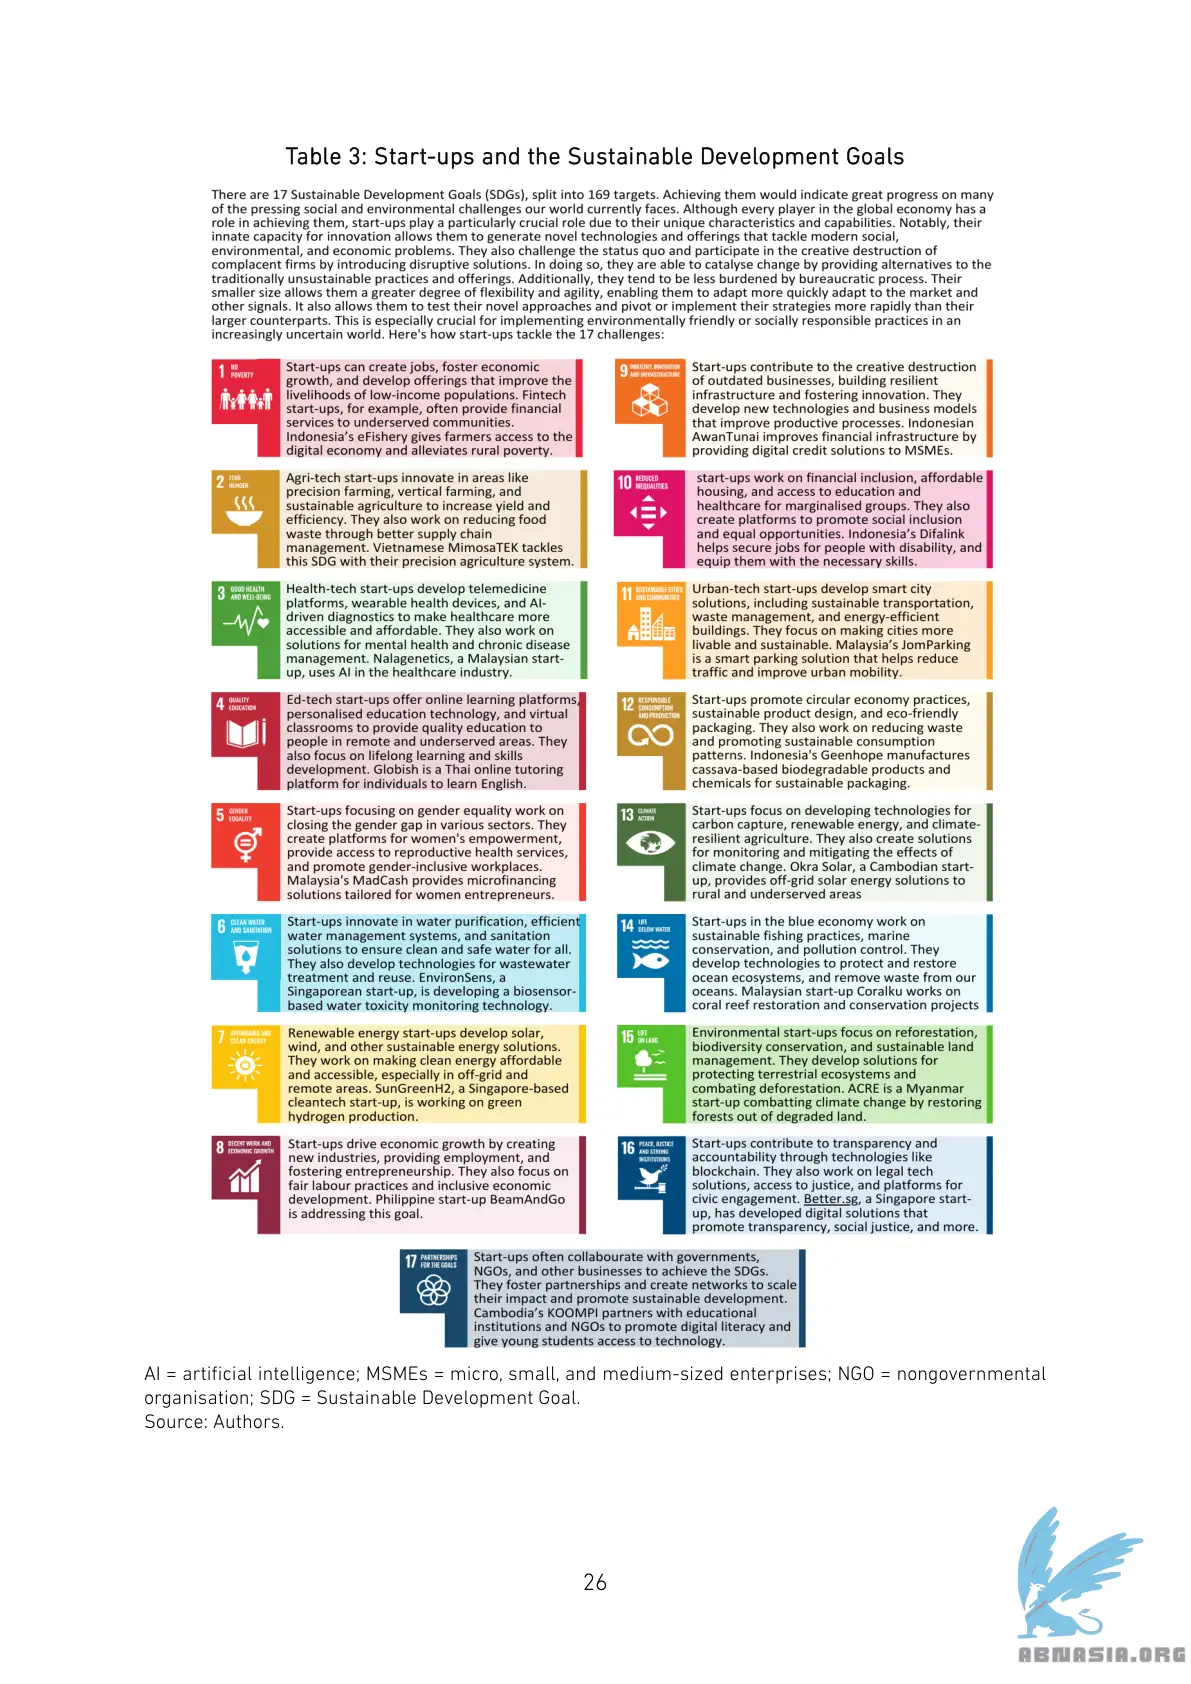 Table 3: Start-ups and the Sustainable Development Goals
There are 17 Sustainable Development Goals (SDGs), split into 169 targets. Achieving them would indicate great progress on many
of the pressing social and environmental challenges our world currently faces. Although every player in the global economy has a
role in achieving them, start-ups play a particularly crucial role due to their unique characteristics and capabilities. Notably, their
innate capacity for innovation allows them to generate novel technologies and offerings that tackle modern social,
environmental, and economic problems. They also challenge the status quo and participate in the creative destruction of
complacent firms by introducing disruptive solutions. In doing so, they are able to catalyse change by providing alternatives to the
traditionally unsustainable practices and offerings. Additionally, they tend to be less burdened by bureaucratic process. Their
smaller size allows them a greater degree of flexibility and agility, enabling them to adapt more quickly adapt to the market and
other signals. It also allows them to test their novel approaches and pivot or implement their strategies more rapidly than their
larger counterparts. This is especially crucial for implementing environmentally friendly or socially responsible practices in an
increasingly uncertain world. Here's how start-ups tackle the 17 challenges:
1 NO
POVERTY
Start-ups can create jobs, foster economic
growth, and develop offerings that improve the
livelihoods of low-income populations. Fintech
start-ups, for example, often provide financial
services to underserved communities.
Indonesia's eFishery gives farmers access to the
digital economy and alleviates rural poverty.
2 ZERO
HUNGER
Agri-tech start-ups innovate in areas like
precision farming, vertical farming, and
sustainable agriculture to increase yield and
efficiency. They also work on reducing food
waste through better supply chain
management. Vietnamese MimosaTEK tackles
this SDG with their precision agriculture system.
3 GOOD HEALTH
AND WELL-BEING
Health-tech start-ups develop telemedicine
platforms, wearable health devices, and AI-
driven diagnostics to make healthcare more
accessible and affordable. They also work on
solutions for mental health and chronic disease
management. Nalagenetics, a Malaysian start-
up, uses AI in the healthcare industry.
4 QUALITY
EDUCATION
Ed-tech start-ups offer online learning platforms,
personalised education technology, and virtual
classrooms to provide quality education to
people in remote and underserved areas. They
also focus on lifelong learning and skills
development. Globish is a Thai online tutoring
platform for individuals to learn English.
5 GENDER
EQUALITY
Start-ups focusing on gender equality work on
closing the gender gap in various sectors. They
create platforms for women's empowerment,
provide access to reproductive health services,
and promote gender-inclusive workplaces.
Malaysia's MadCash provides microfinancing
solutions tailored for women entrepreneurs.
6 CLEAN WATER
AND SANITATION
Start-ups innovate in water purification, efficient
water management systems, and sanitation
solutions to ensure clean and safe water for all.
They also develop technologies for wastewater
treatment and reuse. EnvironSens, a
Singaporean start-up, is developing a biosensor-
based water toxicity monitoring technology.
7 AFFORDABLE AND
CLEAN ENERGY
Renewable energy start-ups develop solar,
wind, and other sustainable energy solutions.
They work on making clean energy affordable
and accessible, especially in off-grid and
remote areas. SunGreenH2, a Singapore-based
cleantech start-up, is working on green
hydrogen production.
8 DECENT WORK AND
ECONOMIC GROWTH
Start-ups drive economic growth by creating
new industries, providing employment, and
fostering entrepreneurship. They also focus on
fair labour practices and inclusive economic
development. Philippine start-up BeamAndGo
is addressing this goal.
9 INDUSTRY, INNOVATION
AND INFRASTRUCTURE
Start-ups contribute to the creative destruction
of outdated businesses, building resilient
infrastructure and fostering innovation. They
develop new technologies and business models
that improve productive processes. Indonesian
AwanTunai improves financial infrastructure by
providing digital credit solutions to MSMEs.
10 REDUCED
INEQUALITIES
start-ups work on financial inclusion, affordable
housing, and access to education and
healthcare for marginalised groups. They also
create platforms to promote social inclusion
and equal opportunities. Indonesia's Difalink
helps secure jobs for people with disability, and
equip them with the necessary skills.
11 SUSTAINABLE CITIES
AND COMMUNITIES
Urban-tech start-ups develop smart city
solutions, including sustainable transportation,
waste management, and energy-efficient
buildings. They focus on making cities more
livable and sustainable. Malaysia's JomParking
is a smart parking solution that helps reduce
traffic and improve urban mobility.
12 RESPONSIBLE
CONSUMPTION
AND PRODUCTION
Start-ups promote circular economy practices,
sustainable product design, and eco-friendly
packaging. They also work on reducing waste
and promoting sustainable consumption
patterns. Indonesia's Geenhope manufactures
cassava-based biodegradable products and
chemicals for sustainable packaging.
13 CLIMATE
ACTION
Start-ups focus on developing technologies for
carbon capture, renewable energy, and climate-
resilient agriculture. They also create solutions
for monitoring and mitigating the effects of
climate change. Okra Solar, a Cambodian start-
up, provides off-grid solar energy solutions to
rural and underserved areas
14 LIFE
BELOW WATER
Start-ups in the blue economy work on
sustainable fishing practices, marine
conservation, and pollution control. They
develop technologies to protect and restore
ocean ecosystems, and remove waste from our
oceans. Malaysian start-up Coralku works on
coral reef restoration and conservation projects
15 LIFE
ON LAND
Environmental start-ups focus on reforestation,
biodiversity conservation, and sustainable land
management. They develop solutions for
protecting terrestrial ecosystems and
combating deforestation. ACRE is a Myanmar
start-up combatting climate change by restoring
forests out of degraded land.
16 PEACE, JUSTICE
AND STRONG
INSTITUTIONS
Start-ups contribute to transparency and
accountability through technologies like
blockchain. They also work on legal tech
solutions, access to justice, and platforms for
civic engagement. Better.sg, a Singapore start-
up, has developed digital solutions that
promote transparency, social justice, and more.
17 PARTNERSHIPS
FOR THE GOALS
Start-ups often collabourate with governments,
NGOs, and other businesses to achieve the SDGs.
They foster partnerships and create networks to scale
their impact and promote sustainable development.
Cambodia's KOOMPI partners with educational
institutions and NGOs to promote digital literacy and
give young students access to technology.
AI = artificial intelligence; MSMEs = micro, small, and medium-sized enterprises; NGO = nongovernmental
organisation; SDG = Sustainable Development Goal.
Source: Authors.
26
ABNASIA.ORG